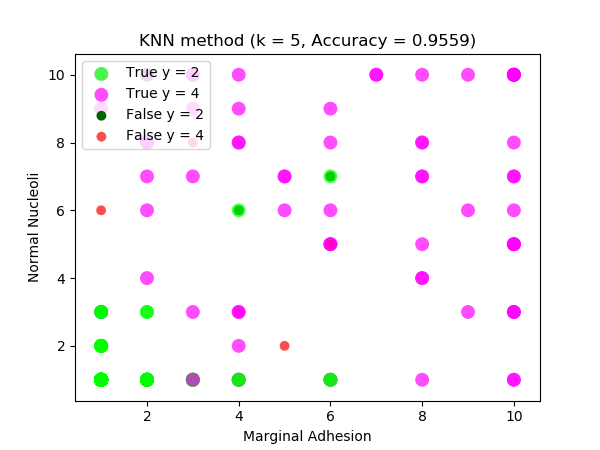 KNN method (k = 5, Accuracy = 0.9559)
True y = 2
True y = 4
False y = 2
False y = 4
10
8
6
4
2
Normal Nucleoli
2
4
6
8
10
Marginal Adhesion